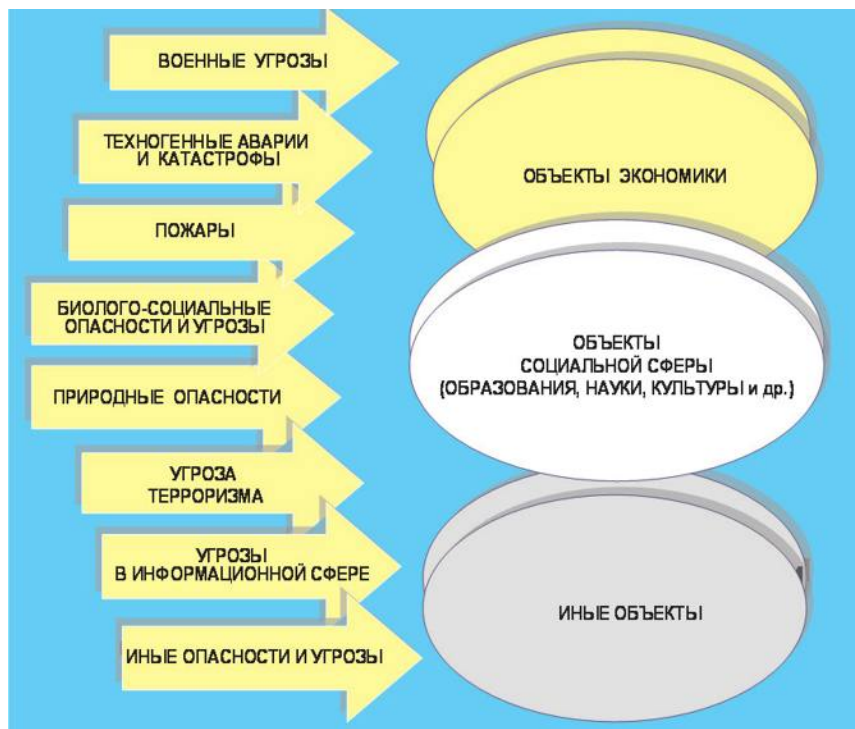 ВОЕННЫЕ УГРОЗЫ
ТЕХНОГЕННЫЕ АВАРИИ
И КАТАСТРОФЫ
ПОЖАРЫ
БИОЛОГО-СОЦИАЛЬНЫЕ
ОПАСНОСТИ И УГРОЗЫ
ПРИРОДНЫЕ ОПАСНОСТИ
УГРОЗА
ТЕРРОРИЗМА
УГРОЗЫ
В ИНФОРМАЦИОННОЙ СФЕРЕ
ИНЫЕ ОПАСНОСТИ И УГРОЗЫ
ОБЪЕКТЫ ЭКОНОМИКИ
ОБЪЕКТЫ
СОЦИАЛЬНОЙ СФЕРЫ
(ОБРАЗОВАНИЯ, НАУКИ, КУЛЬТУРЫ и др.)
ИНЫЕ ОБЪЕКТЫ